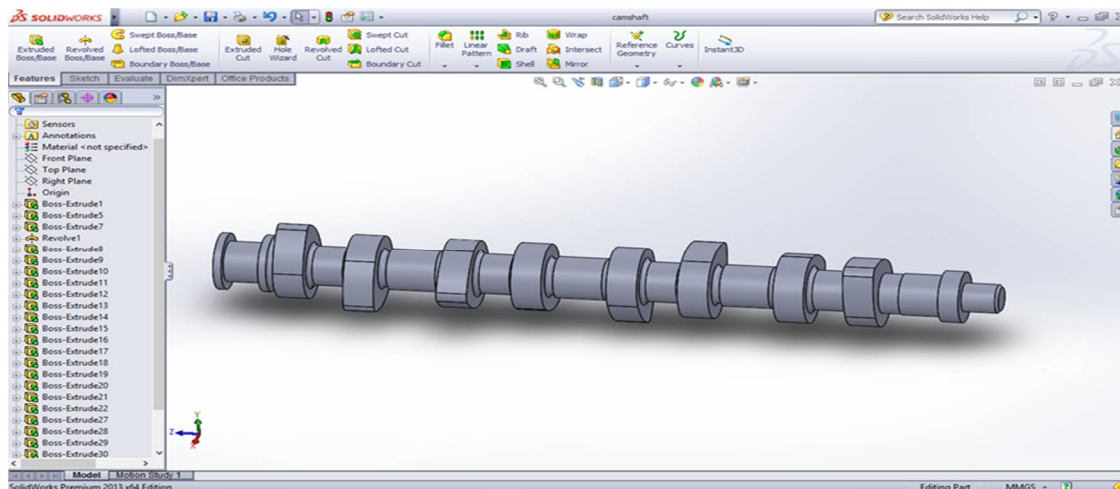 SOLIDWORKS
camshaft
Search SolidWorks Help
Extruded Boss/Base
Revolved Boss/Base
Swept Boss/Base
Lofted Boss/Base
Boundary Boss/Base
Extruded Cut
Hole Wizard
Revolved Cut
Swept Cut
Lofted Cut
Boundary Cut
Fillet
Linear Pattern
Rib
Draft
Shell
Wrap
Intersect
Mirror
Reference Geometry
Curves
Instant3D
Features Sketch Evaluate DimXpert Office Products
Sensors
Annotations
Material <not specified>
Front Plane
Top Plane
Right Plane
Origin
Boss-Extrude1
Boss-Extrude5
Boss-Extrude7
Revolve1
Boss-Extrude8
Boss-Extrude9
Boss-Extrude10
Boss-Extrude11
Boss-Extrude12
Boss-Extrude13
Boss-Extrude14
Boss-Extrude15
Boss-Extrude16
Boss-Extrude17
Boss-Extrude18
Boss-Extrude19
Boss-Extrude20
Boss-Extrude21
Boss-Extrude22
Boss-Extrude27
Boss-Extrude28
Boss-Extrude29
Boss-Extrude30
Y
Z
X
Model Motion Study 1
SolidWorks Premium 2013 x64 Edition
Editing Part
MMGS